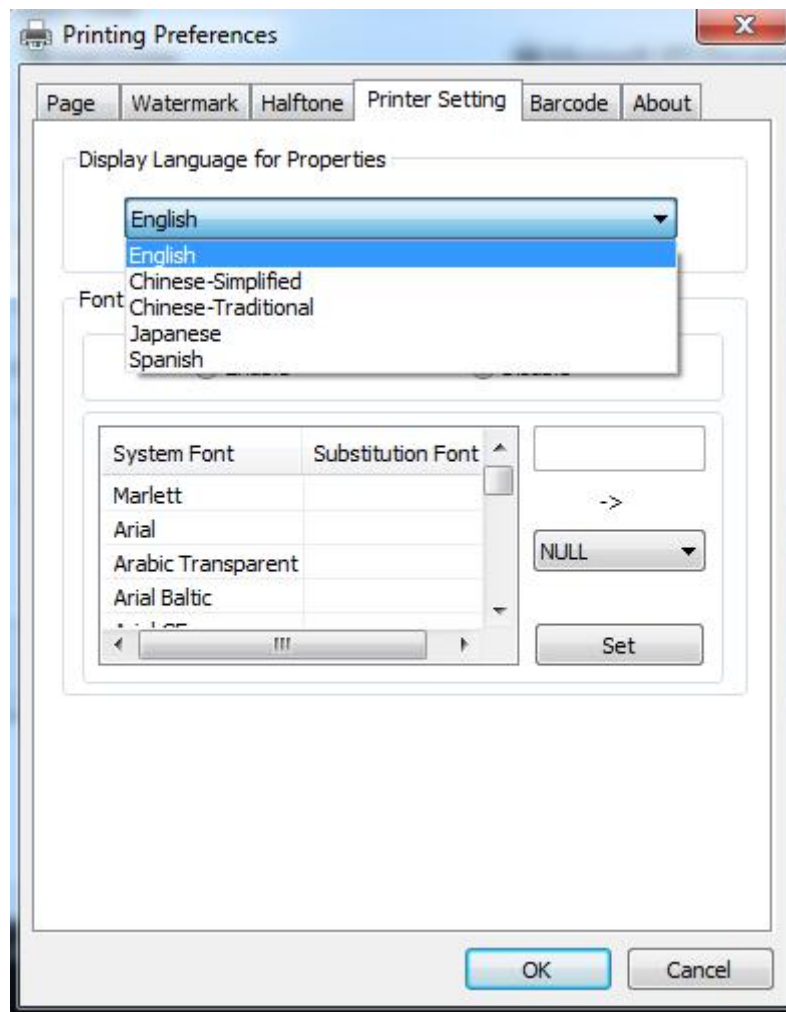 Printing Preferences
Page Watermark Halftone Printer Setting Barcode About
Display Language for Properties
English
English
Chinese-Simplified
Chinese-Traditional
Japanese
Spanish
Font
System Font Substitution Font
Marlett
Arial
Arabic Transparent
Arial Baltic
->
NULL
Set
OK Cancel